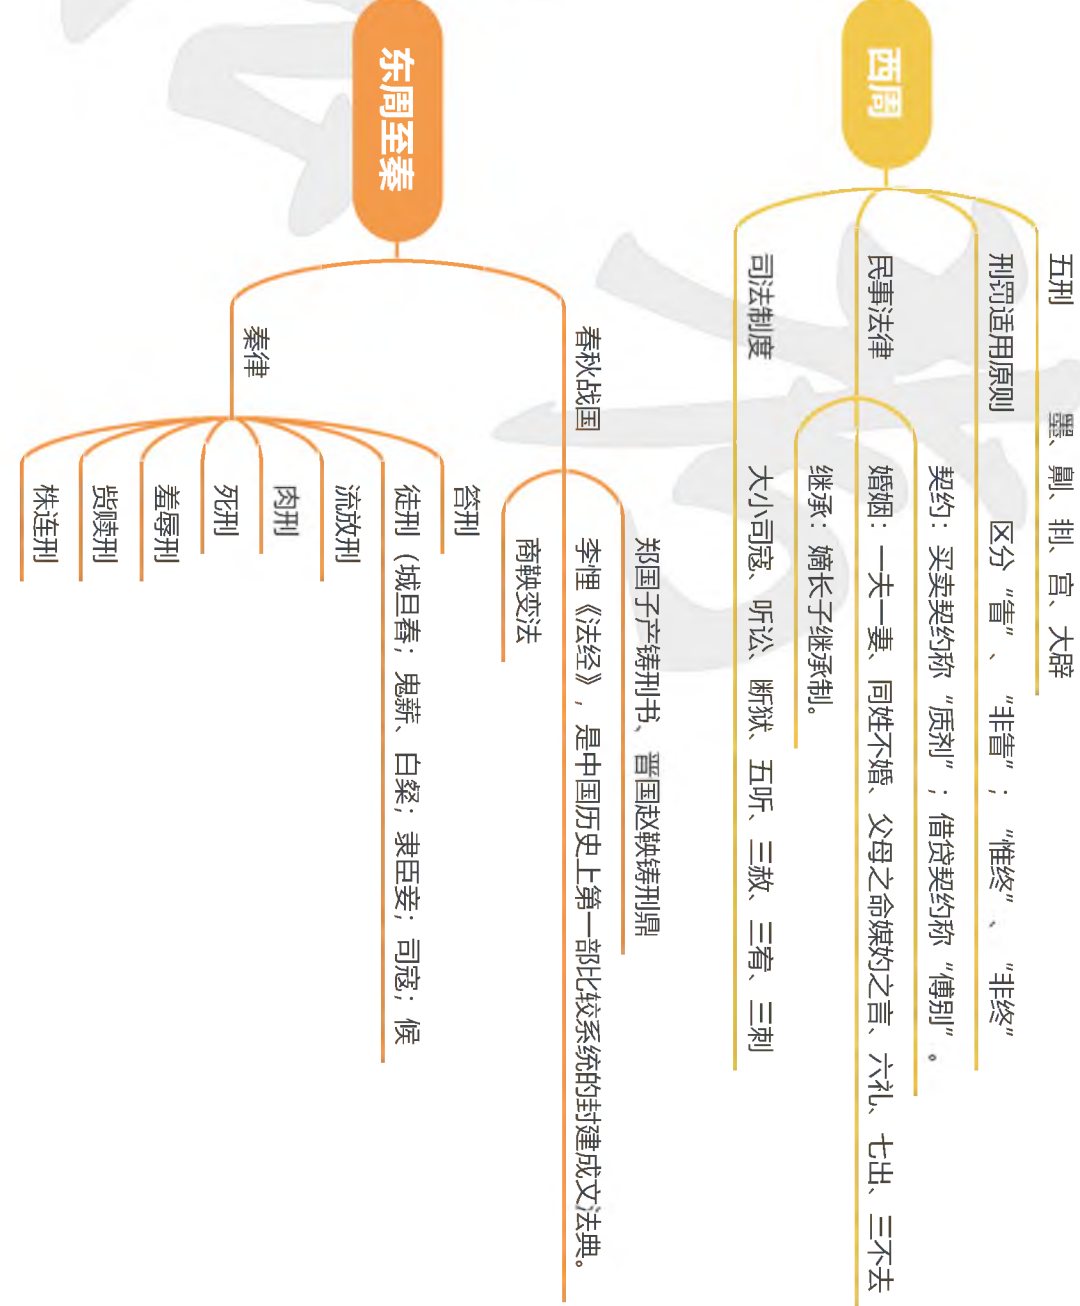 西周
五刑
墨、劓、剕、宫、大辟
刑罚适用原则
区分“眚”、“非眚”；“惟终”、“非终”
民事法律
契约：买卖契约称“质剂”；借贷契约称“傅别”。
婚姻：一夫一妻、同姓不婚、父母之命媒妁之言、六礼、七出、三不去
继承：嫡长子继承制。
司法制度
大小司寇、听讼、断狱、五听、三赦、三宥、三刺
东周至秦
春秋战国
郑国子产铸刑书、晋国赵鞅铸刑鼎
李悝《法经》，是中国历史上第一部比较系统的封建成文法典。
商鞅变法
秦律
笞刑
徒刑（城旦舂；鬼薪、白粲；隶臣妾；司寇；候
流放刑
肉刑
死刑
羞辱刑
赀赎刑
株连刑